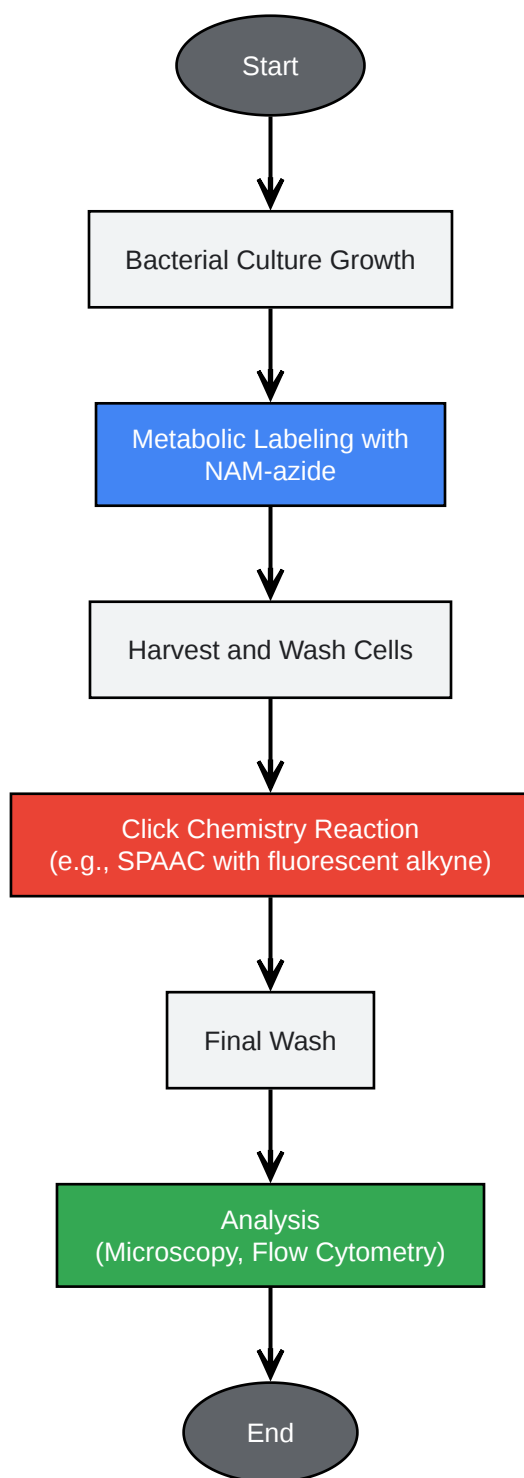 Start
Bacterial Culture Growth
Metabolic Labeling with
NAM-azide
Harvest and Wash Cells
Click Chemistry Reaction
(e.g., SPAAC with fluorescent alkyne)
Final Wash
Analysis
(Microscopy, Flow Cytometry)
End